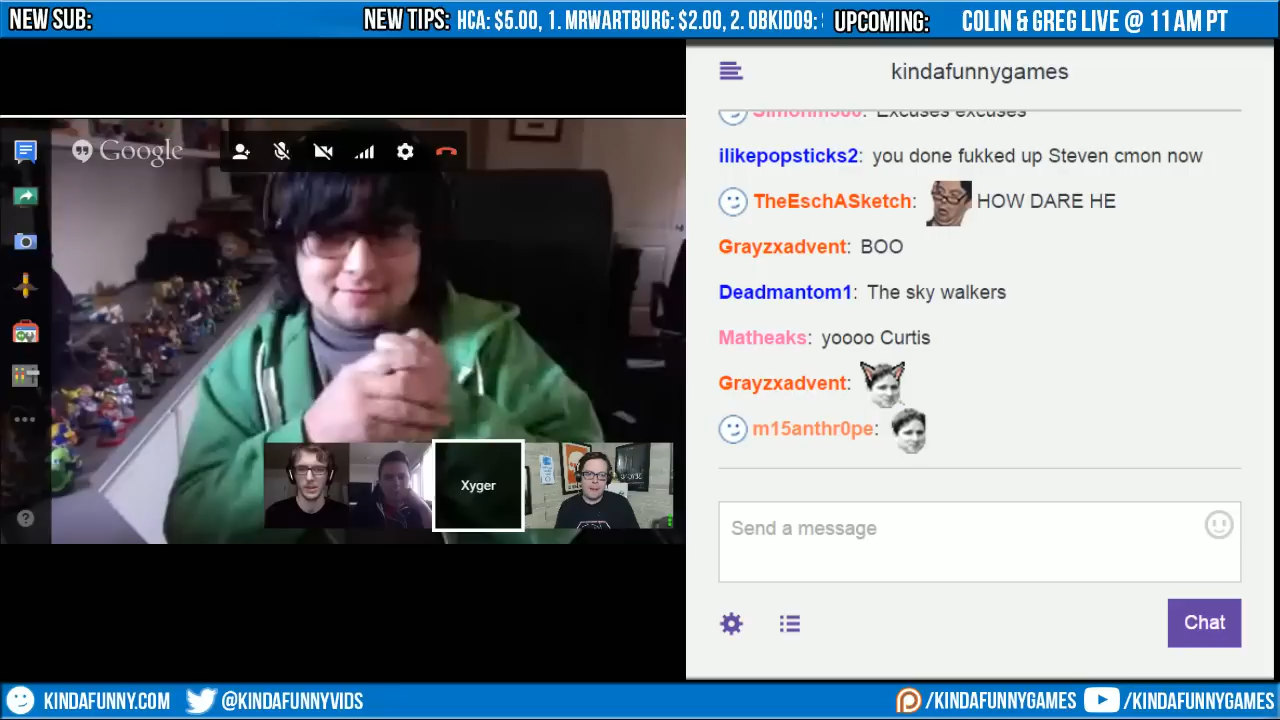 NEW SUB:
NEW TIPS: HCA: $5.00, 1. MRWARTBURG: $2.00, 2. OBKID09:
UPCOMING: COLIN & GREG LIVE @ 11 AM PT
Google
Xyger
kindafunnygames
Simonm380: Excuses excuses
ilikepopsticks2: you done fukked up Steven cmon now
TheEschASketch: HOW DARE HE
Grayzxadvent: BOO
Deadmantom1: The sky walkers
Matheaks: yoooo Curtis
Grayzxadvent:
m15anthr0pe:
Send a message
Chat
KINDAFUNNY.COM
@KINDAFUNNYVIDS
/KINDAFUNNYGAMES
/KINDAFUNNYGAMES